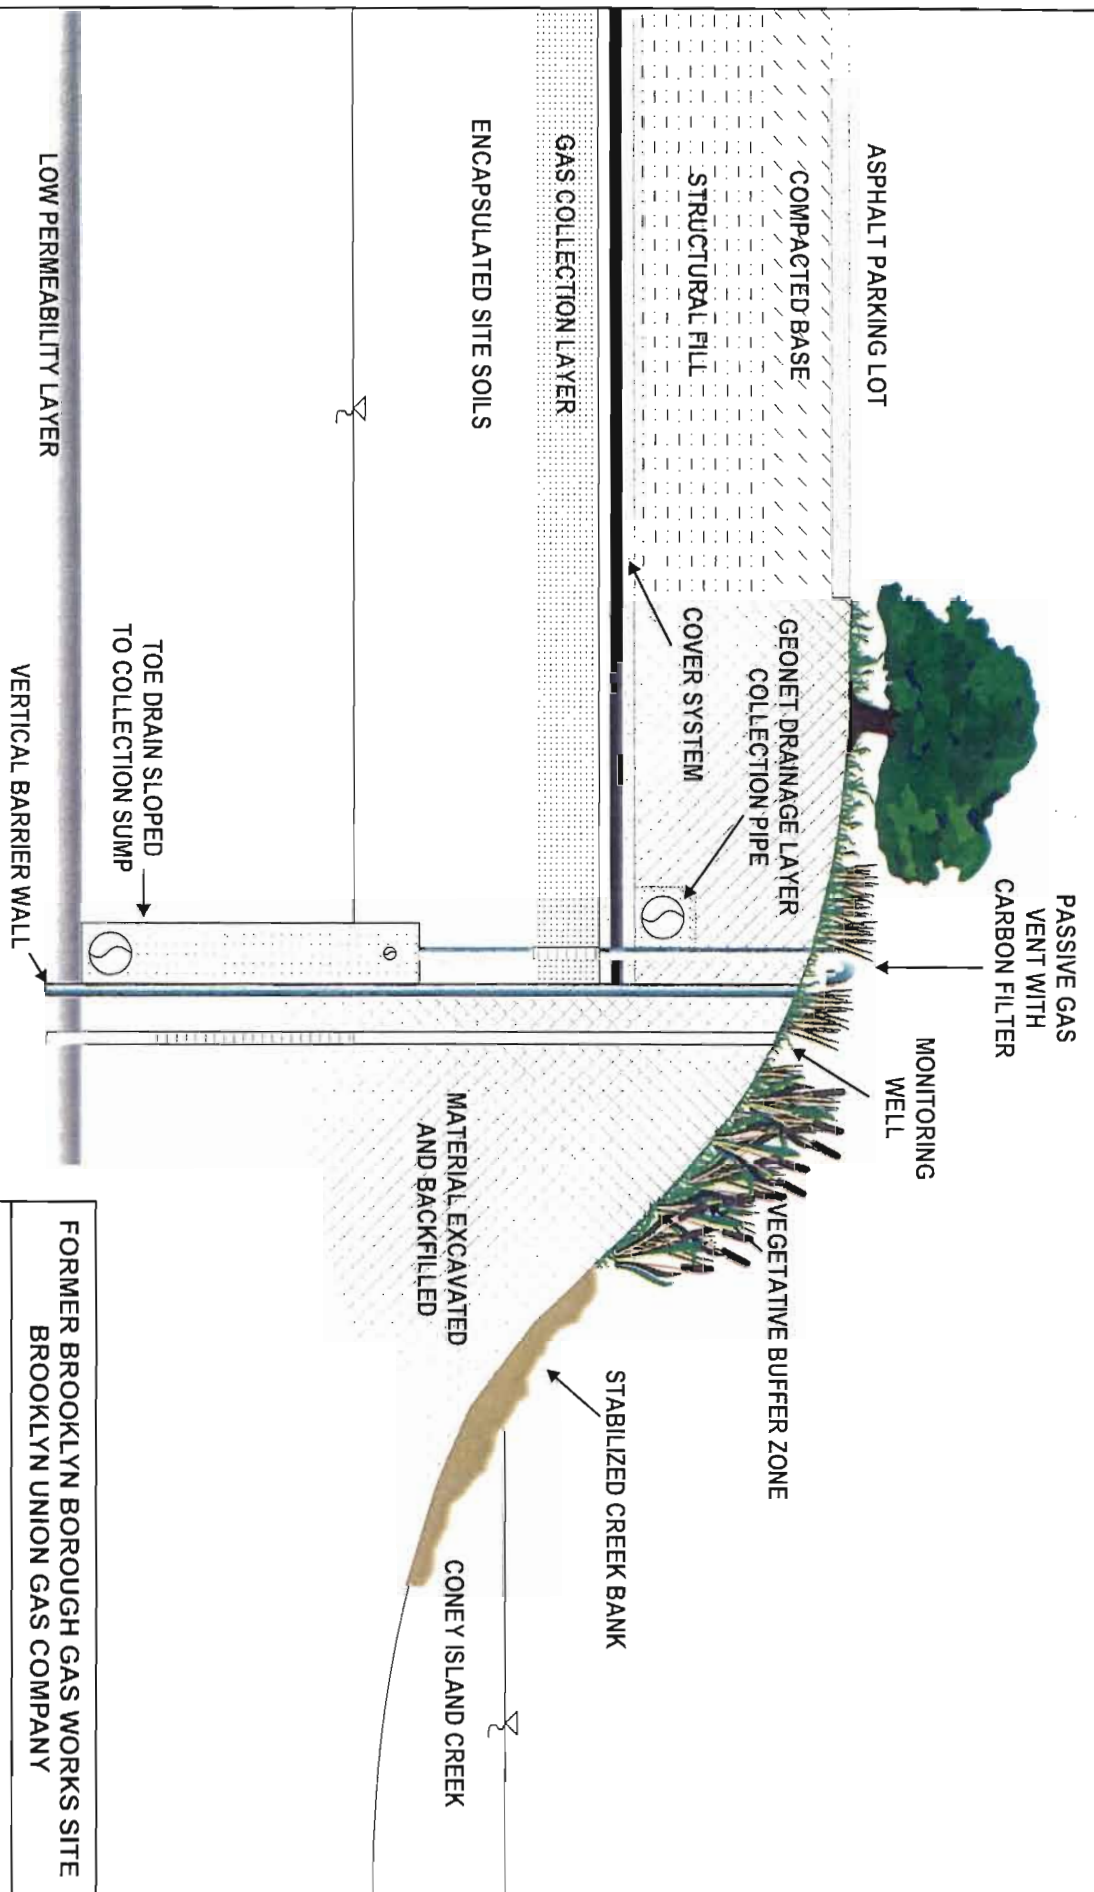 PASSIVE GAS
VENT WITH
CARBON FILTER
MONITORING
WELL
ASPHALT PARKING LOT
COMPACTED BASE
STRUCTURAL FILL
GEONET DRAINAGE LAYER
COLLECTION PIPE
COVER SYSTEM
VEGETATIVE BUFFER ZONE
GAS COLLECTION LAYER
STABILIZED CREEK BANK
ENCAPSULATED SITE SOILS
MATERIAL EXCAVATED
AND BACKFILLED
CONEY ISLAND CREEK
TOE DRAIN SLOPED
TO COLLECTION SUMP
LOW PERMEABILITY LAYER
VERTICAL BARRIER WALL
FORMER BROOKLYN BOROUGH GAS WORKS SITE
BROOKLYN UNION GAS COMPANY